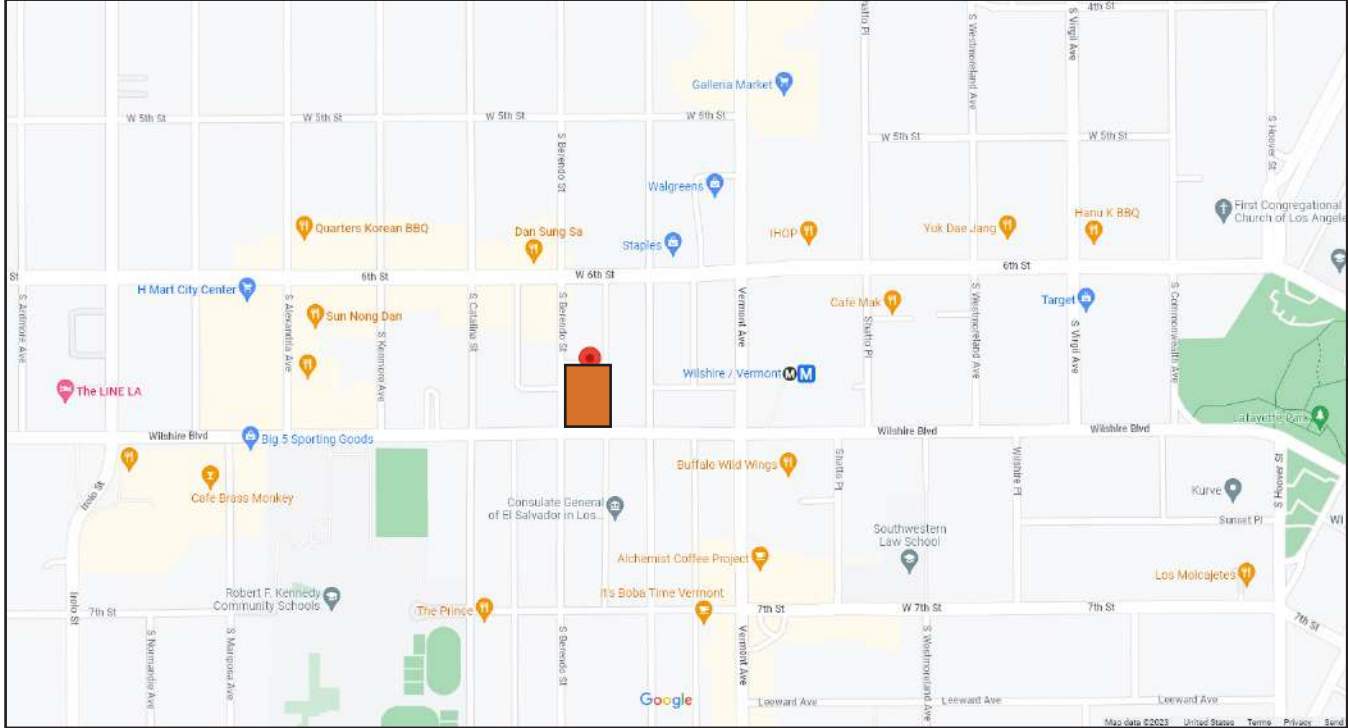 4th St
Shatto Pl
S Westmoreland Ave
S Virgil Ave
Galleria Market
W 5th St
W 5th St
W 5th St
W 5th St
W 5th St
W 5th St
S Hoover St
S Berendo St
Walgreens
First Congregational
Church of Los Angele
Quarters Korean BBQ
Dan Sung Sa
Staples
IHOP
Yuk Dae Jang
Hanu K BBQ
St
6th St
W 6th St
6th St
H Mart City Center
Sun Nong Dan
Cafe Mak
Target
S Ardmore Ave
S Alexandria Ave
S Kenmore Ave
S Catalina St
S Berendo St
Vermont Ave
Shatto Pl
S Westmoreland Ave
S Virgil Ave
S Commonwealth Ave
The LINE LA
Wilshire / Vermont
M
M
Lafayette Park
Wilshire Blvd
Big 5 Sporting Goods
Wilshire Blvd
Wilshire Blvd
Buffalo Wild Wings
Shatto Pl
Wilshire Pl
S Hoover St
Irolo St
Cafe Brass Monkey
Consulate General
of El Salvador in Los...
Kurve
Sunset Pl
Wi
Southwestern
Law School
Alchemist Coffee Project
Los Molcajetes
Robert F. Kennedy
Community Schools
It's Boba Time Vermont
The Prince
Irolo St
7th St
7th St
W 7th St
7th St
7th St
S Normandie Ave
S Mariposa Ave
S Berendo St
Vermont Ave
S Westmoreland Ave
Google
Leeward Ave
Leeward Ave
Leeward Ave
Map data ©2023
United States
Terms
Privacy
Send